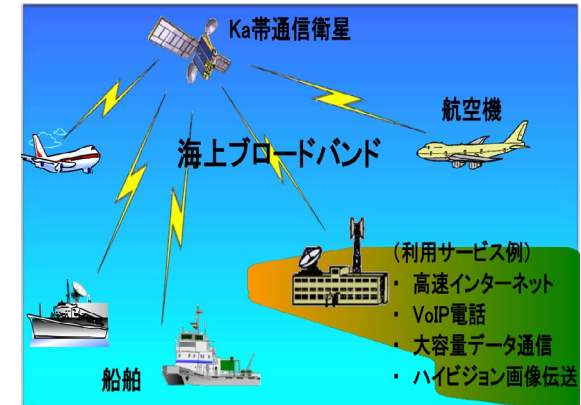 Ka帯通信衛星
航空機
海上ブロードバンド
(利用サービス例)
・ 高速インターネット
・ VoIP電話
・ 大容量データ通信
・ ハイビジョン画像伝送
船舶